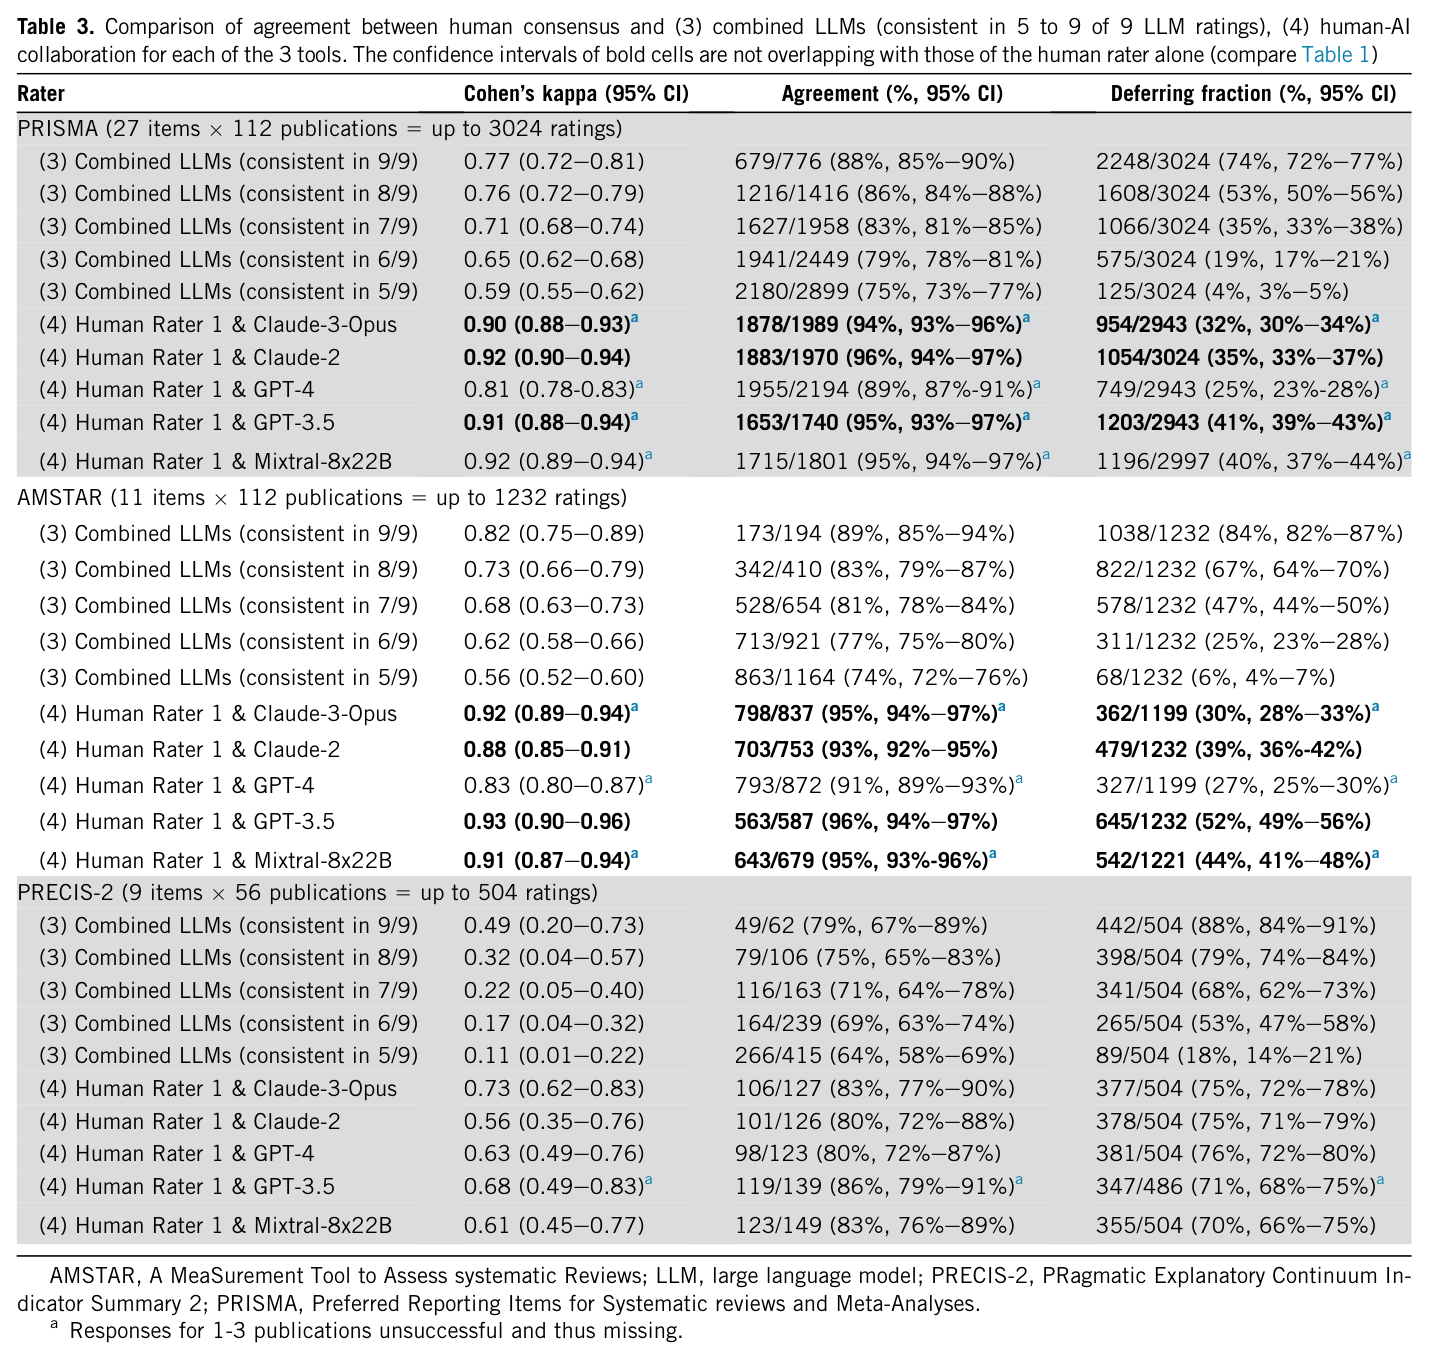 Table 3. Comparison of agreement between human consensus and (3) combined LLMs (consistent in 5 to 9 of 9 LLM ratings), (4) human-AI
collaboration for each of the 3 tools. The confidence intervals of bold cells are not overlapping with those of the human rater alone (compare Table 1)
Rater Cohen's kappa (95% CI) Agreement (%, 95% CI) Deferring fraction (%, 95% CI)
PRISMA (27 items × 112 publications = up to 3024 ratings)
(3) Combined LLMs (consistent in 9/9) 0.77 (0.72–0.81) 679/776 (88%, 85%–90%) 2248/3024 (74%, 72%–77%)
(3) Combined LLMs (consistent in 8/9) 0.76 (0.72–0.79) 1216/1416 (86%, 84%–88%) 1608/3024 (53%, 50%–56%)
(3) Combined LLMs (consistent in 7/9) 0.71 (0.68–0.74) 1627/1958 (83%, 81%–85%) 1066/3024 (35%, 33%–38%)
(3) Combined LLMs (consistent in 6/9) 0.65 (0.62–0.68) 1941/2449 (79%, 78%–81%) 575/3024 (19%, 17%–21%)
(3) Combined LLMs (consistent in 5/9) 0.59 (0.55–0.62) 2180/2899 (75%, 73%–77%) 125/3024 (4%, 3%–5%)
(4) Human Rater 1 & Claude-3-Opus 0.90 (0.88–0.93)a 1878/1989 (94%, 93%–96%)a 954/2943 (32%, 30%–34%)a
(4) Human Rater 1 & Claude-2 0.92 (0.90–0.94) 1883/1970 (96%, 94%–97%) 1054/3024 (35%, 33%–37%)
(4) Human Rater 1 & GPT-4 0.81 (0.78-0.83)a 1955/2194 (89%, 87%-91%)a 749/2943 (25%, 23%-28%)a
(4) Human Rater 1 & GPT-3.5 0.91 (0.88–0.94)a 1653/1740 (95%, 93%–97%)a 1203/2943 (41%, 39%–43%)a
(4) Human Rater 1 & Mixtral-8x22B 0.92 (0.89–0.94)a 1715/1801 (95%, 94%–97%)a 1196/2997 (40%, 37%–44%)a
AMSTAR (11 items × 112 publications = up to 1232 ratings)
(3) Combined LLMs (consistent in 9/9) 0.82 (0.75–0.89) 173/194 (89%, 85%–94%) 1038/1232 (84%, 82%–87%)
(3) Combined LLMs (consistent in 8/9) 0.73 (0.66–0.79) 342/410 (83%, 79%–87%) 822/1232 (67%, 64%–70%)
(3) Combined LLMs (consistent in 7/9) 0.68 (0.63–0.73) 528/654 (81%, 78%–84%) 578/1232 (47%, 44%–50%)
(3) Combined LLMs (consistent in 6/9) 0.62 (0.58–0.66) 713/921 (77%, 75%–80%) 311/1232 (25%, 23%–28%)
(3) Combined LLMs (consistent in 5/9) 0.56 (0.52–0.60) 863/1164 (74%, 72%–76%) 68/1232 (6%, 4%–7%)
(4) Human Rater 1 & Claude-3-Opus 0.92 (0.89–0.94)a 798/837 (95%, 94%–97%)a 362/1199 (30%, 28%–33%)a
(4) Human Rater 1 & Claude-2 0.88 (0.85–0.91) 703/753 (93%, 92%–95%) 479/1232 (39%, 36%-42%)
(4) Human Rater 1 & GPT-4 0.83 (0.80–0.87)a 793/872 (91%, 89%–93%)a 327/1199 (27%, 25%–30%)a
(4) Human Rater 1 & GPT-3.5 0.93 (0.90–0.96) 563/587 (96%, 94%–97%) 645/1232 (52%, 49%–56%)
(4) Human Rater 1 & Mixtral-8x22B 0.91 (0.87–0.94)a 643/679 (95%, 93%-96%)a 542/1221 (44%, 41%–48%)a
PRECIS-2 (9 items × 56 publications = up to 504 ratings)
(3) Combined LLMs (consistent in 9/9) 0.49 (0.20–0.73) 49/62 (79%, 67%–89%) 442/504 (88%, 84%–91%)
(3) Combined LLMs (consistent in 8/9) 0.32 (0.04–0.57) 79/106 (75%, 65%–83%) 398/504 (79%, 74%–84%)
(3) Combined LLMs (consistent in 7/9) 0.22 (0.05–0.40) 116/163 (71%, 64%–78%) 341/504 (68%, 62%–73%)
(3) Combined LLMs (consistent in 6/9) 0.17 (0.04–0.32) 164/239 (69%, 63%–74%) 265/504 (53%, 47%–58%)
(3) Combined LLMs (consistent in 5/9) 0.11 (0.01–0.22) 266/415 (64%, 58%–69%) 89/504 (18%, 14%–21%)
(4) Human Rater 1 & Claude-3-Opus 0.73 (0.62–0.83) 106/127 (83%, 77%–90%) 377/504 (75%, 72%–78%)
(4) Human Rater 1 & Claude-2 0.56 (0.35–0.76) 101/126 (80%, 72%–88%) 378/504 (75%, 71%–79%)
(4) Human Rater 1 & GPT-4 0.63 (0.49–0.76) 98/123 (80%, 72%–87%) 381/504 (76%, 72%–80%)
(4) Human Rater 1 & GPT-3.5 0.68 (0.49–0.83)a 119/139 (86%, 79%–91%)a 347/486 (71%, 68%–75%)a
(4) Human Rater 1 & Mixtral-8x22B 0.61 (0.45–0.77) 123/149 (83%, 76%–89%) 355/504 (70%, 66%–75%)
AMSTAR, A MeaSurement Tool to Assess systematic Reviews; LLM, large language model; PRECIS-2, PRagmatic Explanatory Continuum In-
dicator Summary 2; PRISMA, Preferred Reporting Items for Systematic reviews and Meta-Analyses.
a Responses for 1-3 publications unsuccessful and thus missing.